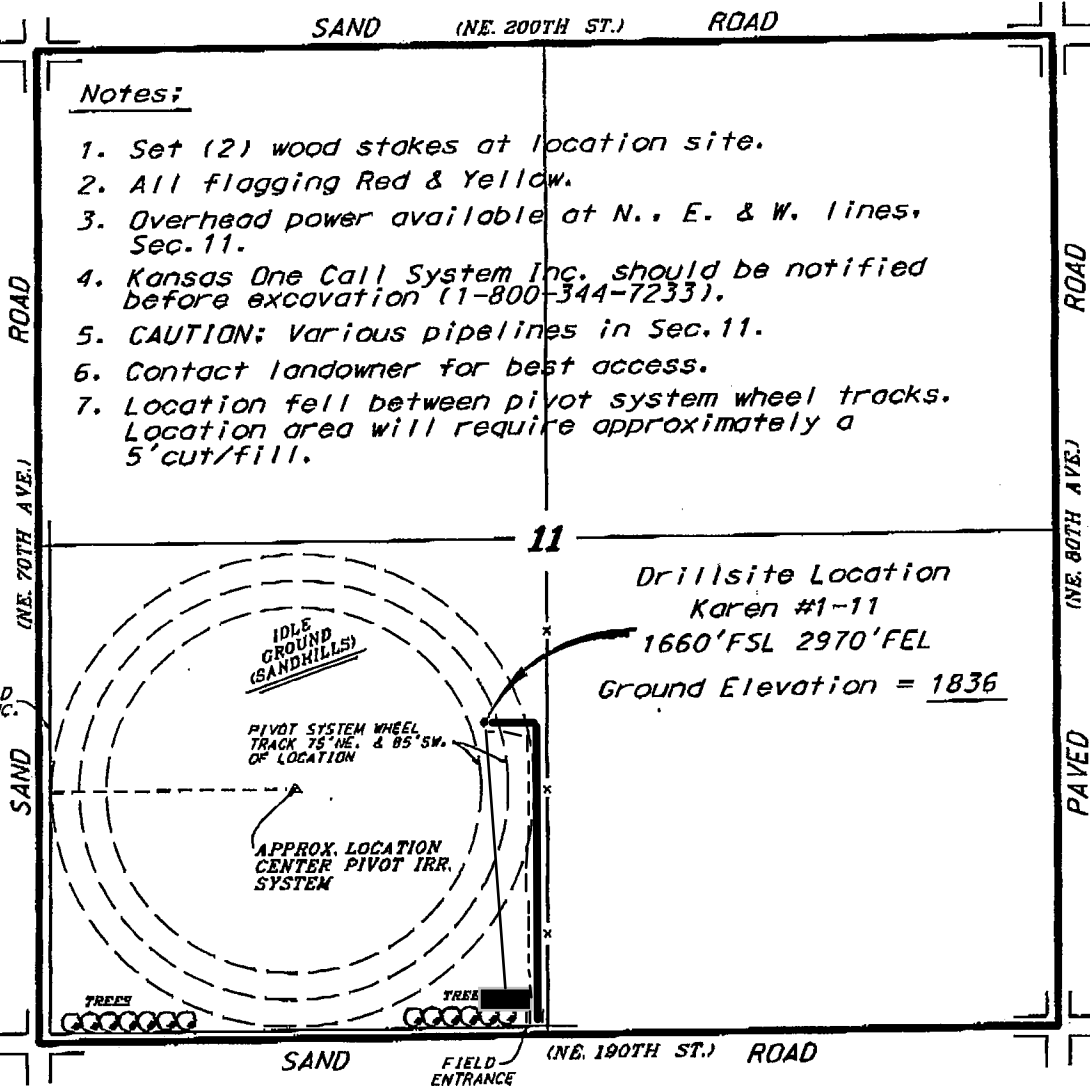 SAND (NE. 200TH ST.) ROAD
Notes:
1. Set (2) wood stakes at location site.
2. All flagging Red & Yellow.
3. Overhead power available at N., E. & W. lines,
Sec.11.
4. Kansas One Call System Inc. should be notified
before excavation (1-800-344-7233).
5. CAUTION: Various pipelines in Sec.11.
6. Contact landowner for best access.
7. Location fell between pivot system wheel tracks.
Location area will require approximately a
5'cut/fill.
ROAD
(NE. 70TH AVE.)
SAND
ROAD
(NE. 80TH AVE.)
PAVED
11
Drillsite Location
Karen #1-11
1660'FSL 2970'FEL
Ground Elevation = 1836
IDLE
GROUND
(SANDHILLS)
PIVOT SYSTEM WHEEL
TRACK 75'NE. & 85'SW.
OF LOCATION
APPROX. LOCATION
CENTER PIVOT IRR.
SYSTEM
TREES
TREE
SAND (NE. 190TH ST.) ROAD
FIELD
ENTRANCE